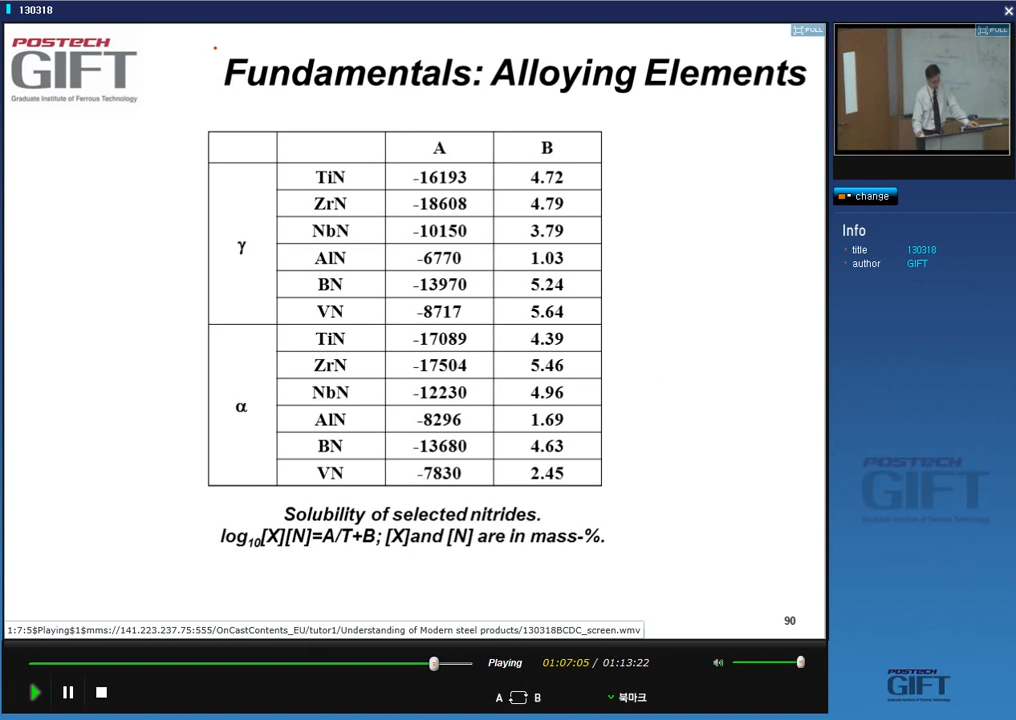 130318
POSTECH
GIFT
Graduate Institute of Ferrous Technology
Fundamentals: Alloying Elements
FULL
A B
γ
TiN -16193 4.72
ZrN -18608 4.79
NbN -10150 3.79
AlN -6770 1.03
BN -13970 5.24
VN -8717 5.64
α
TiN -17089 4.39
ZrN -17504 5.46
NbN -12230 4.96
AlN -8296 1.69
BN -13680 4.63
VN -7830 2.45
Solubility of selected nitrides.
log10[X][N]=A/T+B; [X]and [N] are in mass-%.
90
1:7:5$Playing$1$mms://141.223.237.75:555/OnCastContents_EU/tutor1/Understanding of Modern steel products/130318BCDC_screen.wmv
FULL
change
Info
title 130318
author GIFT
POSTECH
GIFT
Playing 01:07:05 / 01:13:22
A B 북마크
POSTECH
GIFT